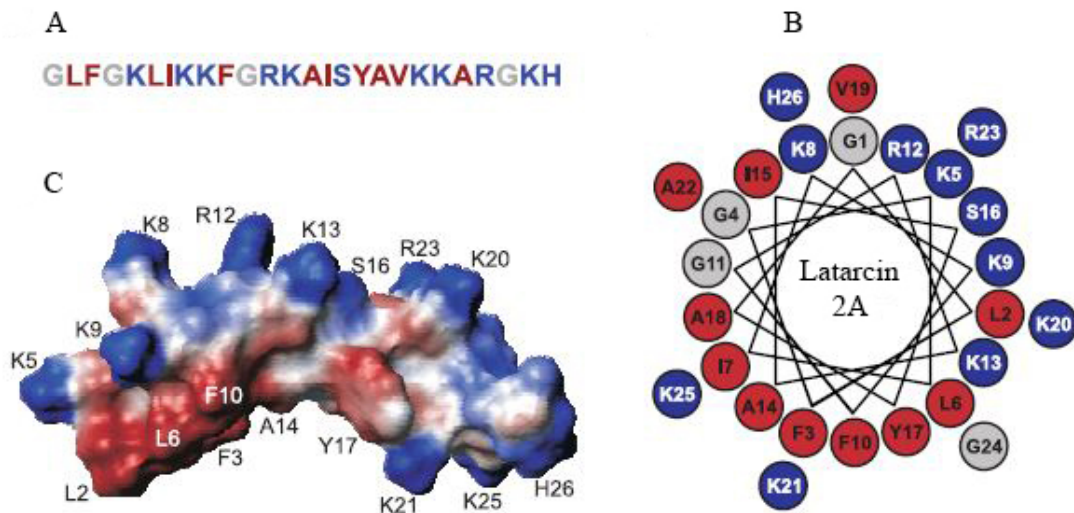 A
GLFGKLIKKFGRKAISYAVKKARGKH
B
V19
H26
G1
R23
K8
R12
K5
I15
A22
S16
G4
K9
G11
Latarcin
2A
L2
K20
A18
K13
I7
K25
L6
A14
F3
F10
Y17
G24
K21
C
K8
R12
K13
S16
R23
K20
K9
K5
F10
L6
A14
F3
Y17
L2
K21
K25
H26